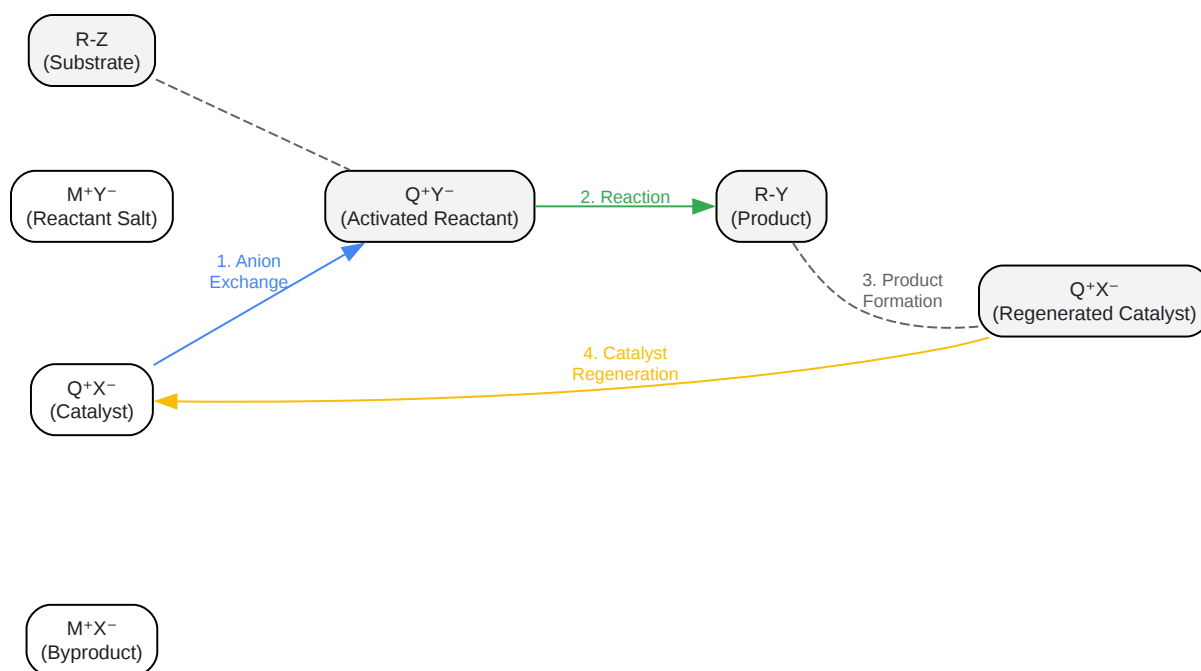 R-Z
(Substrate)
M⁺Y⁻
(Reactant Salt)
Q⁺Y⁻
(Activated Reactant)
2. Reaction
R-Y
(Product)
1. Anion
Exchange
3. Product
Formation
Q⁺X⁻
(Regenerated Catalyst)
4. Catalyst
Regeneration
Q⁺X⁻
(Catalyst)
M⁺X⁻
(Byproduct)